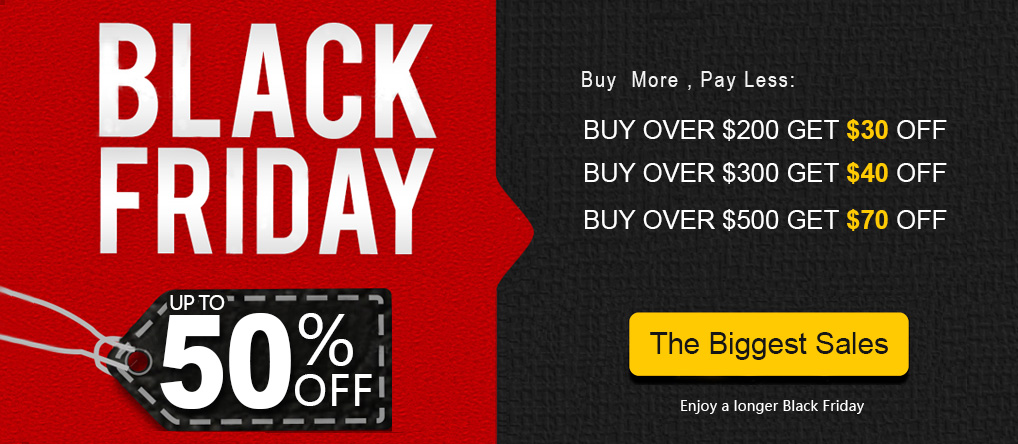 BLACK
FRIDAY
UP TO
50%
OFF
Buy More , Pay Less:
BUY OVER $200 GET $30 OFF
BUY OVER $300 GET $40 OFF
BUY OVER $500 GET $70 OFF
The Biggest Sales
Enjoy a longer Black Friday